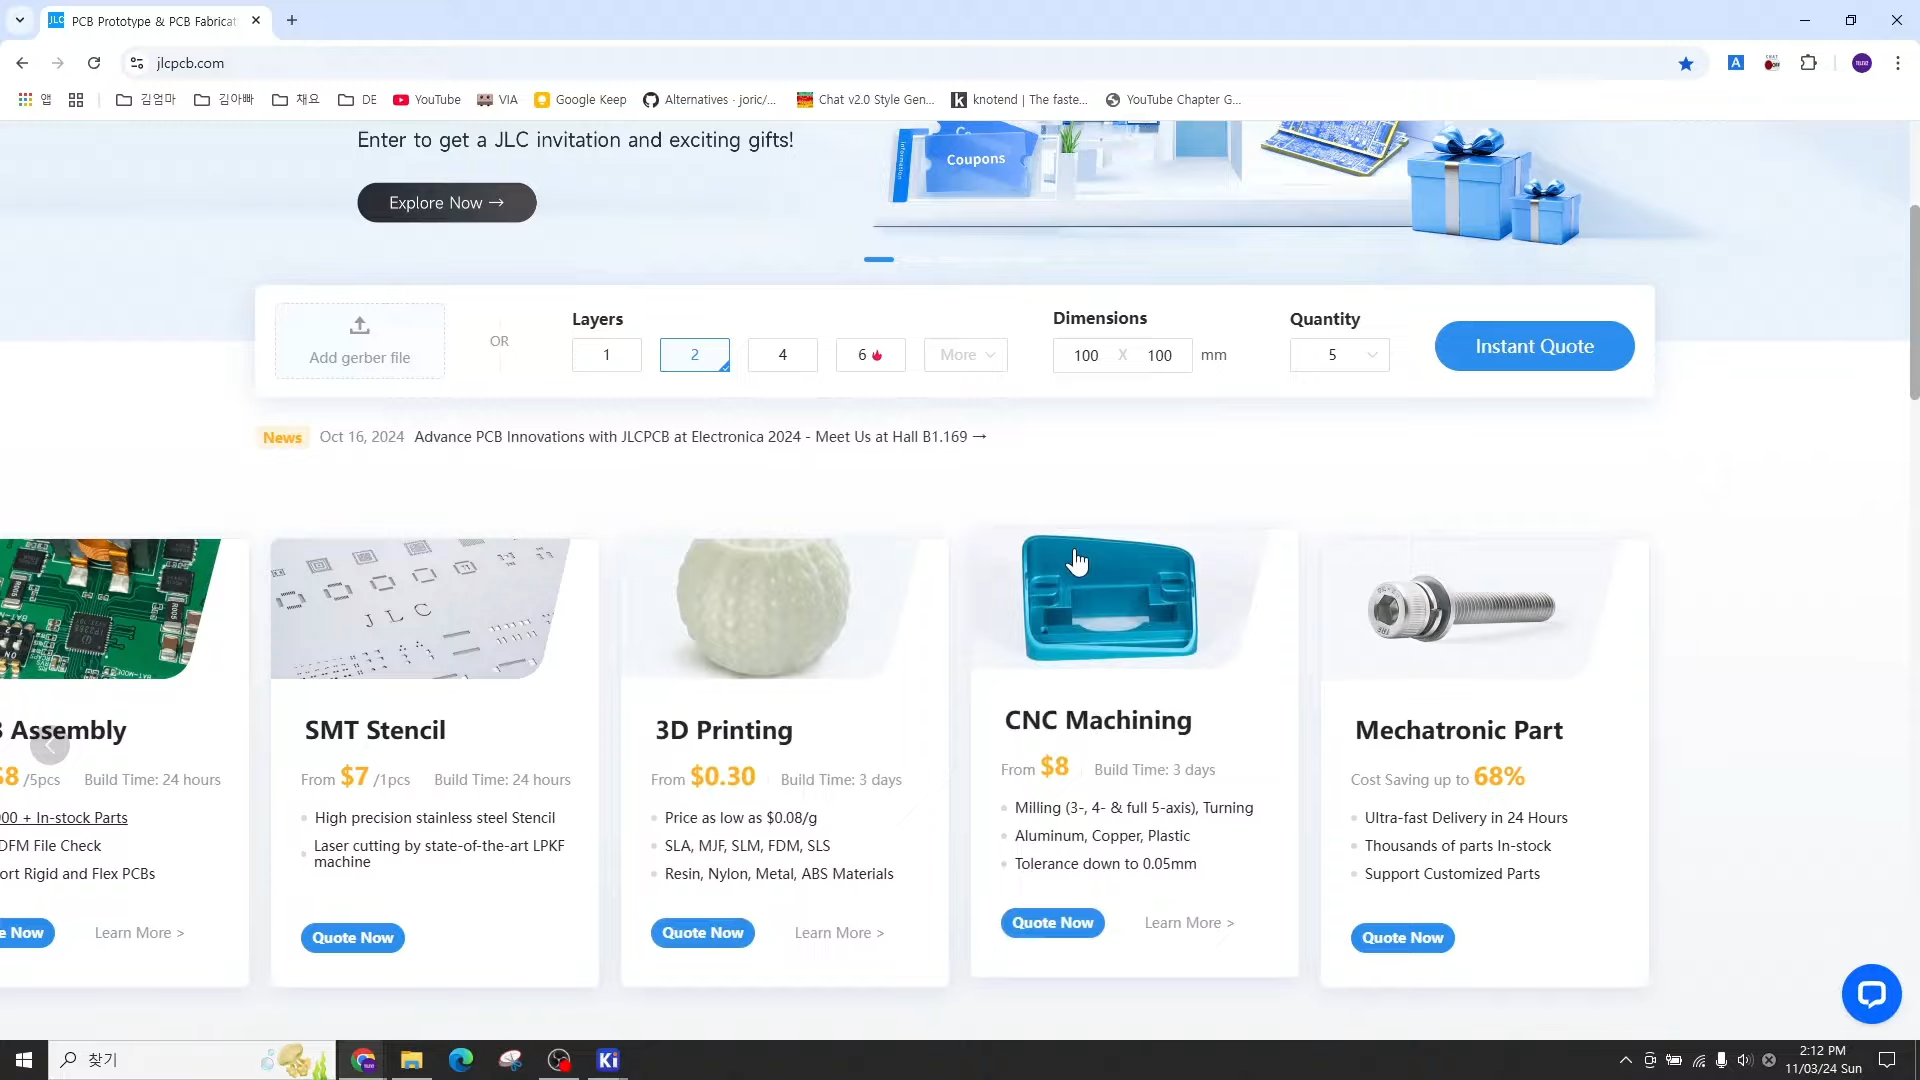 PCB Prototype & PCB Fabricat
jlcpcb.com
앱
김엄마
김아빠
채요
DE
YouTube
VIA
Google Keep
Alternatives · joric/...
Chat v2.0 Style Gen...
knotend | The faste...
YouTube Chapter G...
Enter to get a JLC invitation and exciting gifts!
Explore Now →
Coupons
Add gerber file
OR
Layers
1
2
4
6
More
Dimensions
100 X 100 mm
Quantity
5
Instant Quote
News Oct 16, 2024 Advance PCB Innovations with JLCPCB at Electronica 2024 - Meet Us at Hall B1.169 →
Assembly
$8 /5pcs Build Time: 24 hours
00 + In-stock Parts
DFM File Check
ort Rigid and Flex PCBs
e Now
Learn More >
JLC
SMT Stencil
From $7 /1pcs Build Time: 24 hours
High precision stainless steel Stencil
Laser cutting by state-of-the-art LPKF
machine
Quote Now
3D Printing
From $0.30 Build Time: 3 days
Price as low as $0.08/g
SLA, MJF, SLM, FDM, SLS
Resin, Nylon, Metal, ABS Materials
Quote Now
Learn More >
CNC Machining
From $8 Build Time: 3 days
Milling (3-, 4- & full 5-axis), Turning
Aluminum, Copper, Plastic
Tolerance down to 0.05mm
Quote Now
Learn More >
Mechatronic Part
Cost Saving up to 68%
Ultra-fast Delivery in 24 Hours
Thousands of parts In-stock
Support Customized Parts
Quote Now
찾기
Ki
2:12 PM
11/03/24 Sun